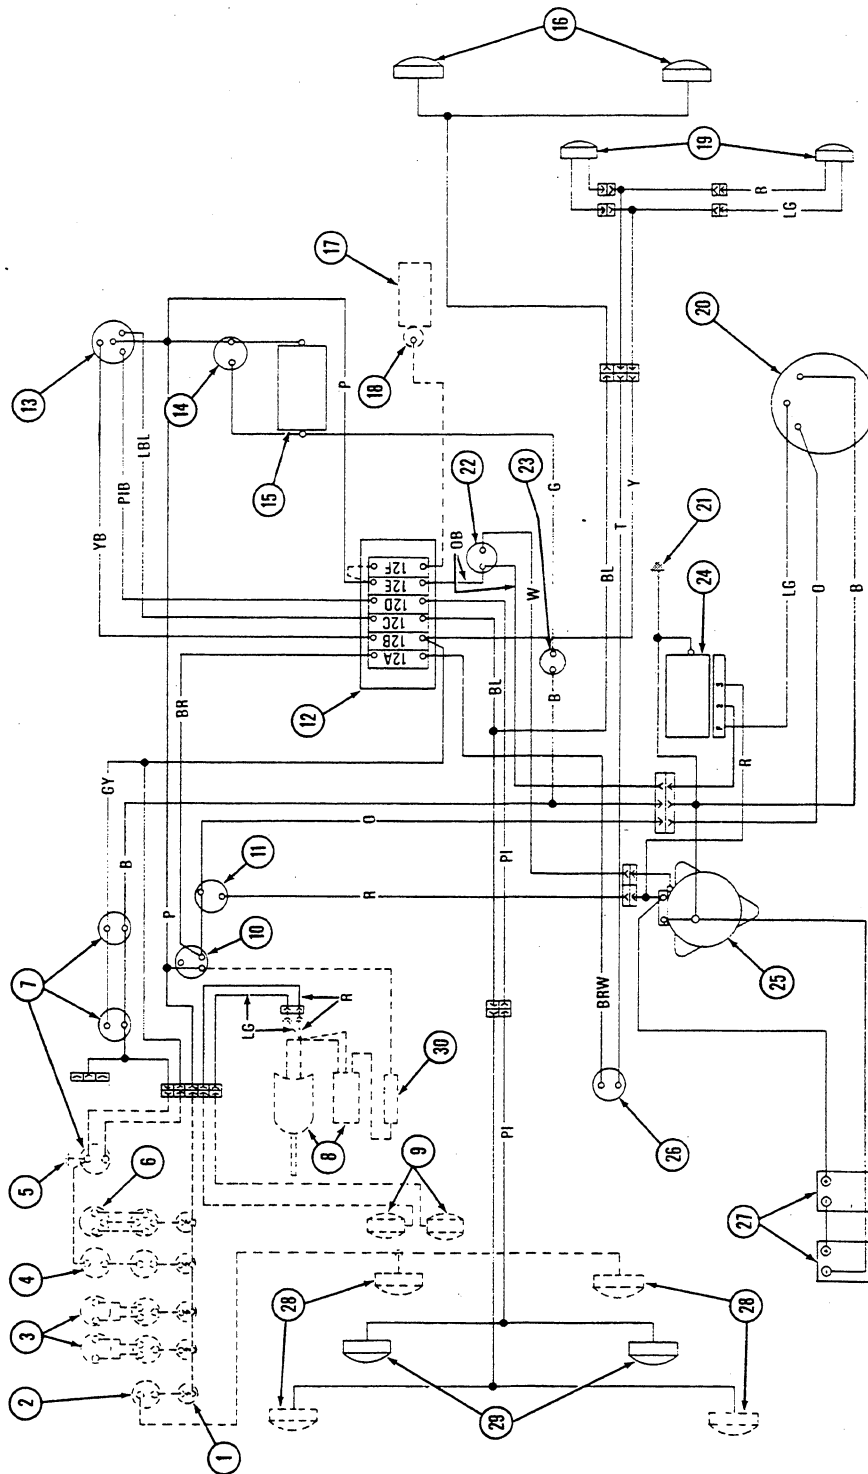 16
19
B
LG
20
17
18
13
14
15
YB
PIB
LBL
P
22
23
OB
W
G
BL
T
Y
21
24
LG
O
B
12F
12E
12D
12C
12B
12A
12
BR
BL
B
F 2 3
R
GY
B
O
11
R
PI
P
10
7
25
LG
R
30
BRW
PI
26
5
6
8
9
27
4
3
28
28
2
29
1